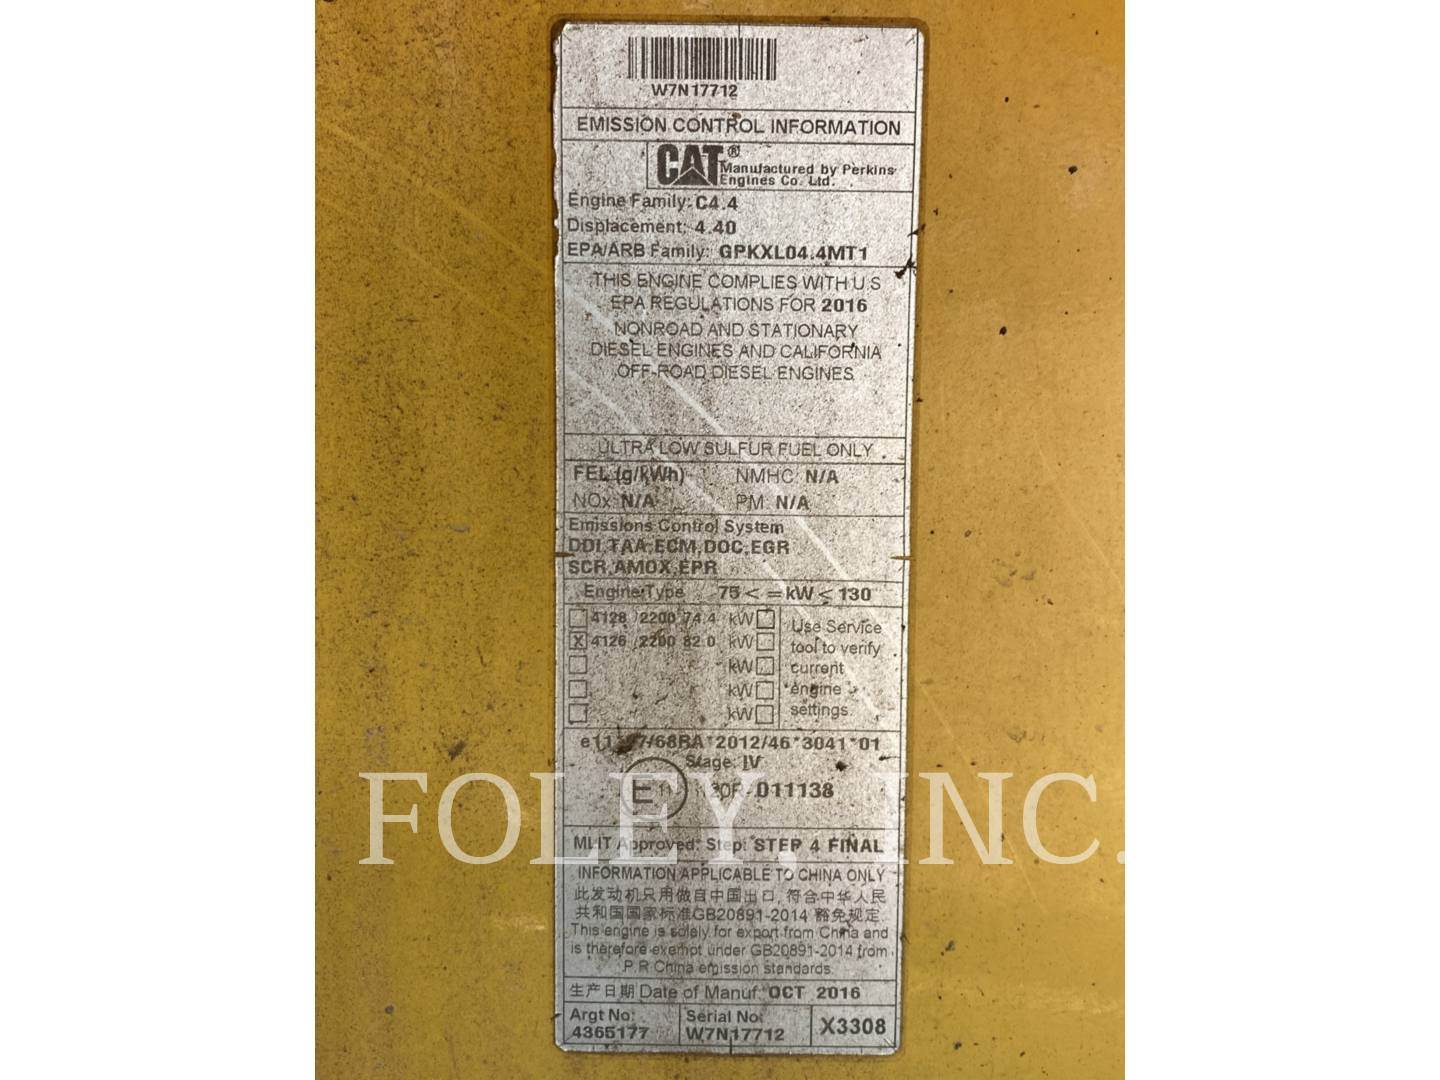 W7N17712
EMISSION CONTROL INFORMATION
CAT® Manufactured by Perkins
Engines Co. Ltd.
Engine Family: C4.4
Displacement: 4.40
EPA/ARB Family: GPKXL04.4MT1
THIS ENGINE COMPLIES WITH U.S
EPA REGULATIONS FOR 2016
NONROAD AND STATIONARY
DIESEL ENGINES AND CALIFORNIA
OFF-ROAD DIESEL ENGINES.
ULTRA LOW SULFUR FUEL ONLY
FEL (g/kWh) NMHC N/A
NOx N/A PM N/A
Emissions Control System
DDI,TAA,ECM,DOC,EGR
SCR,AMOX,EPR
Engine Type 75 < = kW < 130
4128 / 2200 74.4 kW
X 4126 / 2200 82.0 kW
kW
kW
kW
Use Service
tool to verify
current
engine
settings.
68RA*2012/46*3041*01
Stage: IV
E 11 120R - 011138
FOLEY, INC.
MLIT Approved: Step: STEP 4 FINAL
INFORMATION APPLICABLE TO CHINA ONLY
此发动机只用做自中国出口, 符合中华人民
共和国国家标准GB20891-2014 豁免规定.
This engine is solely for export from China and
is therefore exempt under GB20891-2014 from
P.R China emission standards.
生产日期 Date of Manuf: OCT 2016
Argt No: 4365177
Serial No: W7N17712
X3308